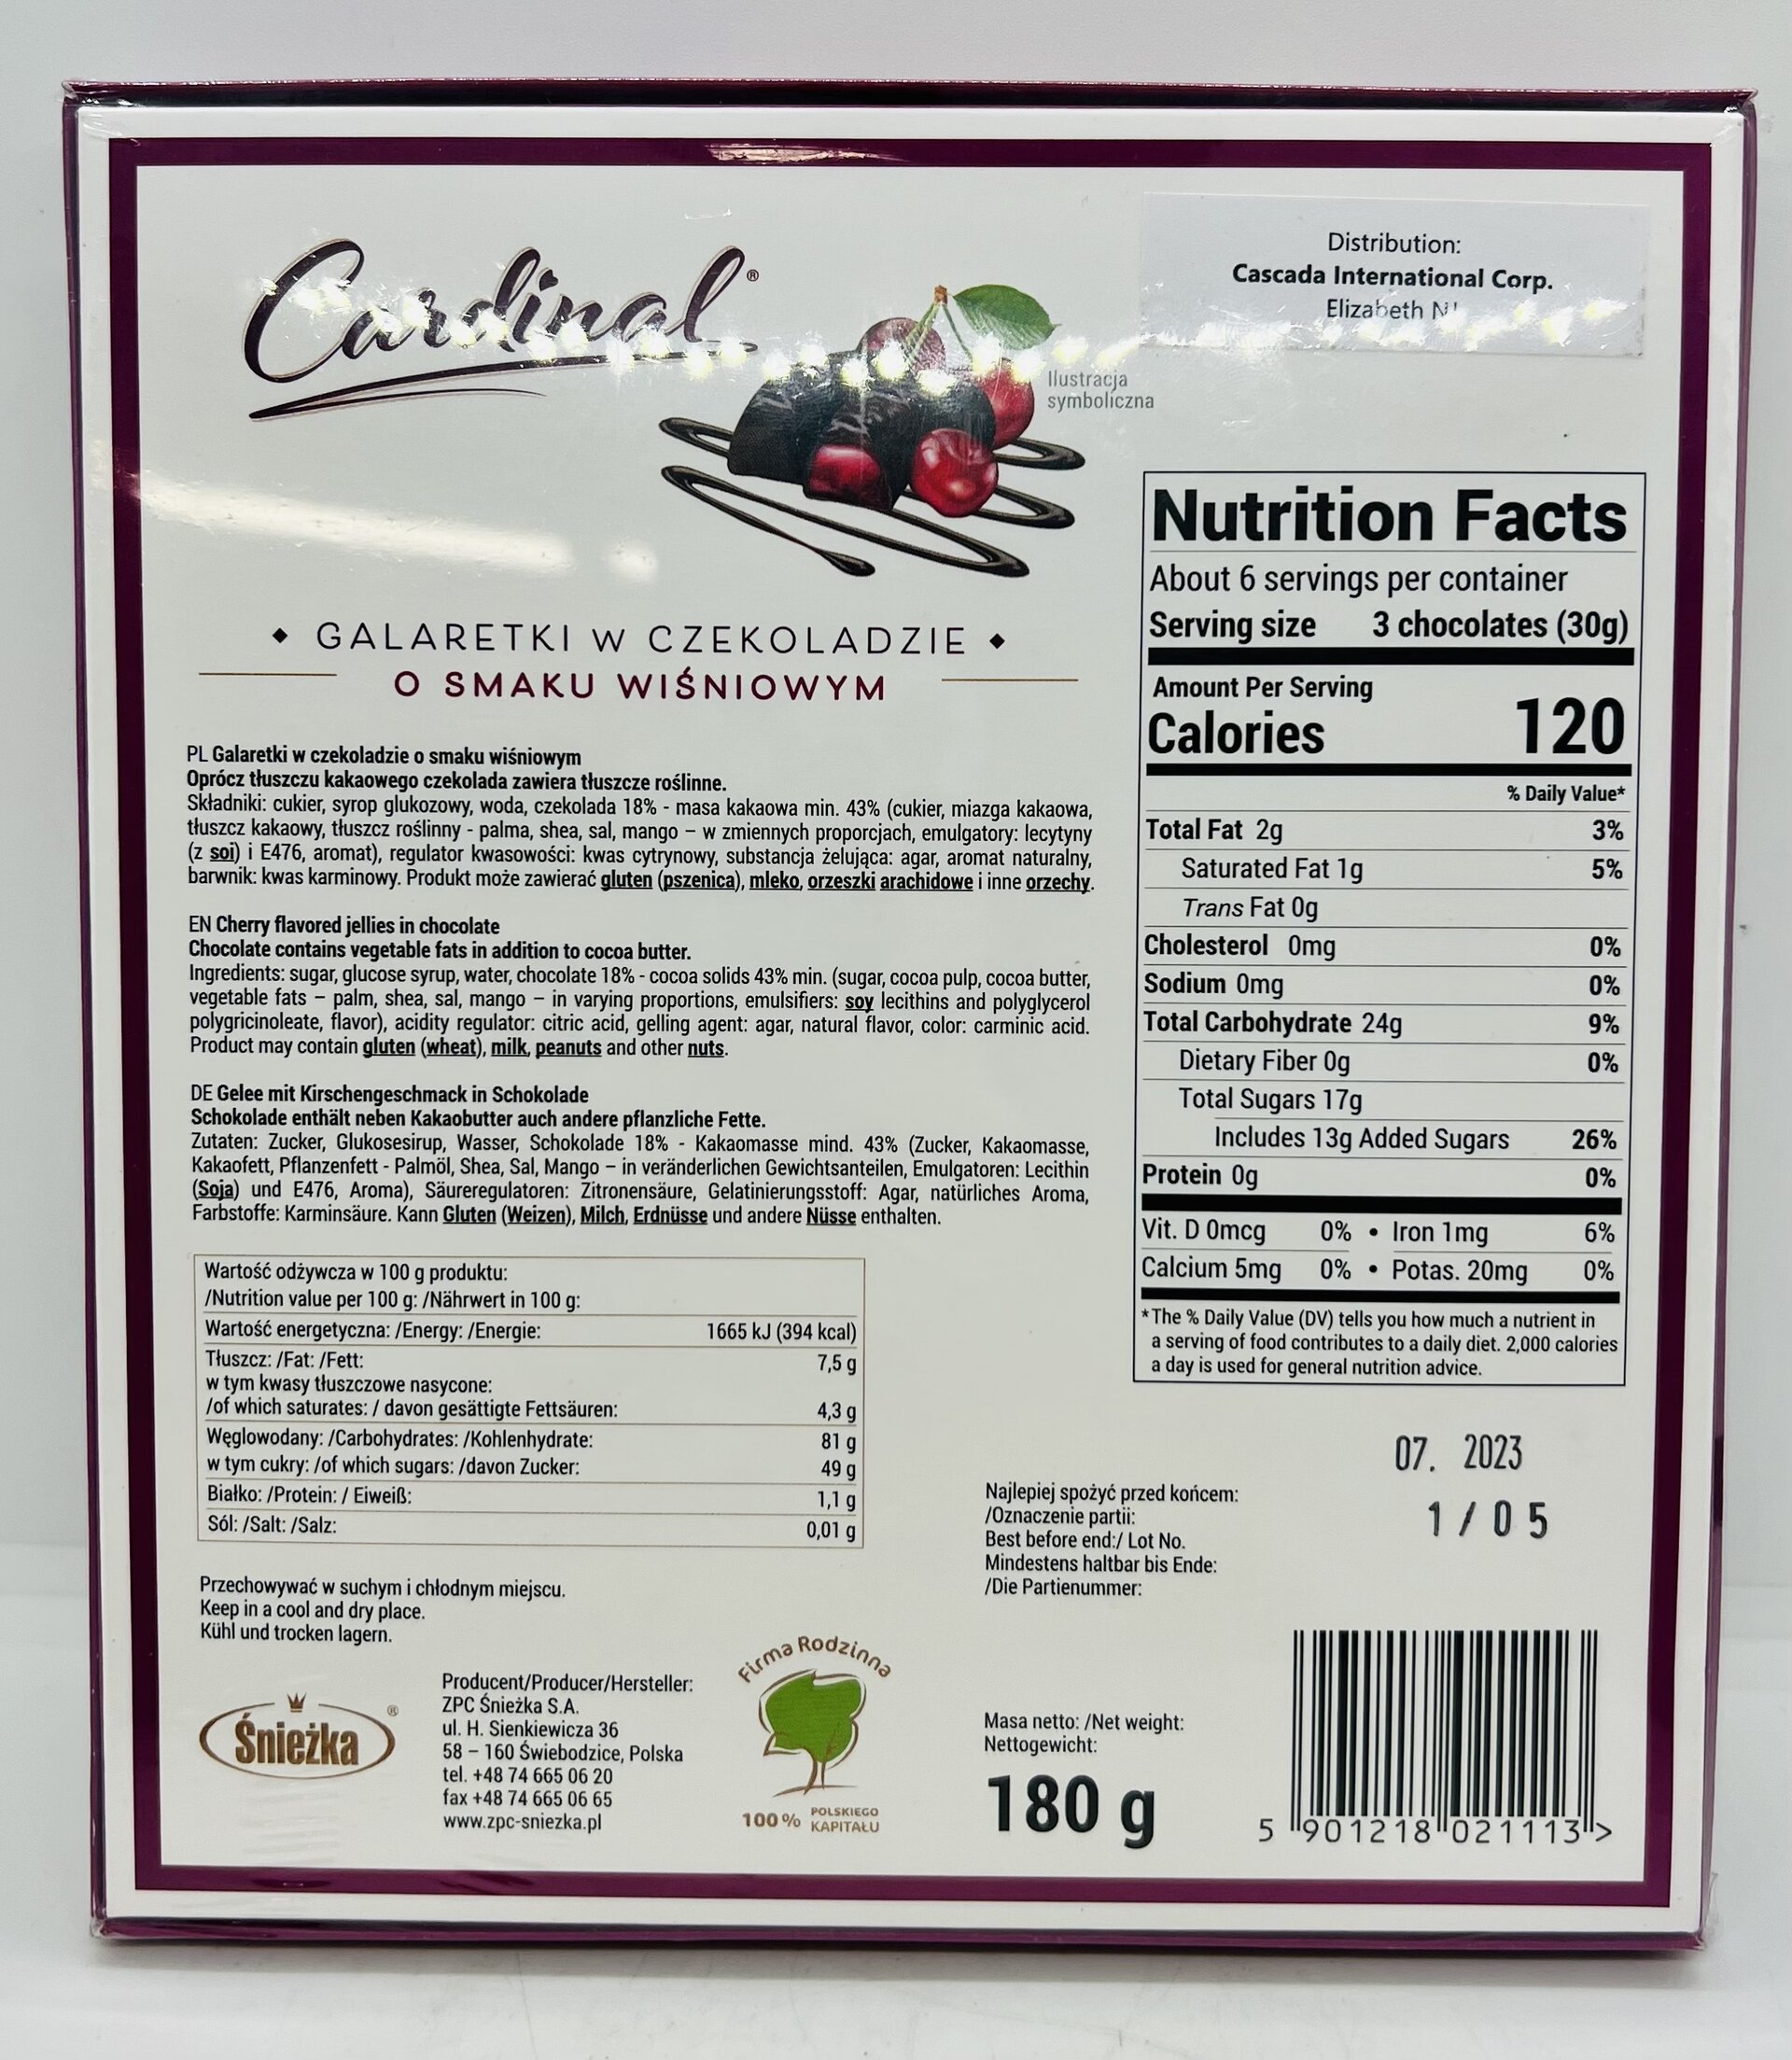 Cardinal®
Distribution:
Cascada International Corp.
Elizabeth
Ilustracja
symboliczna
GALARETKI W CZEKOLADZIE
O SMAKU WIŚNIOWYM
PL Galaretki w czekoladzie o smaku wiśniowym
Oprócz tłuszczu kakaowego czekolada zawiera tłuszcze roślinne.
Składniki: cukier, syrop glukozowy, woda, czekolada 18% - masa kakaowa min. 43% (cukier, miazga kakaowa,
tłuszcz kakaowy, tłuszcz roślinny - palma, shea, sal, mango – w zmiennych proporcjach, emulgatory: lecytyny
(z soi) i E476, aromat), regulator kwasowości: kwas cytrynowy, substancja żelująca: agar, aromat naturalny,
barwnik: kwas karminowy. Produkt może zawierać gluten (pszenica), mleko, orzeszki arachidowe i inne orzechy.
EN Cherry flavored jellies in chocolate
Chocolate contains vegetable fats in addition to cocoa butter.
Ingredients: sugar, glucose syrup, water, chocolate 18% - cocoa solids 43% min. (sugar, cocoa pulp, cocoa butter,
vegetable fats – palm, shea, sal, mango – in varying proportions, emulsifiers: soy lecithins and polyglycerol
polygricinoleate, flavor), acidity regulator: citric acid, gelling agent: agar, natural flavor, color: carminic acid.
Product may contain gluten (wheat), milk, peanuts and other nuts.
DE Gelee mit Kirschengeschmack in Schokolade
Schokolade enthält neben Kakaobutter auch andere pflanzliche Fette.
Zutaten: Zucker, Glukosesirup, Wasser, Schokolade 18% - Kakaomasse mind. 43% (Zucker, Kakaomasse,
Kakaofett, Pflanzenfett - Palmöl, Shea, Sal, Mango – in veränderlichen Gewichtsanteilen, Emulgatoren: Lecithin
(Soja) und E476, Aroma), Säureregulatoren: Zitronensäure, Gelatinierungsstoff: Agar, natürliches Aroma,
Farbstoffe: Karminsäure. Kann Gluten (Weizen), Milch, Erdnüsse und andere Nüsse enthalten.
Wartość odżywcza w 100 g produktu:
/Nutrition value per 100 g: /Nährwert in 100 g:
Wartość energetyczna: /Energy: /Energie: 1665 kJ (394 kcal)
Tłuszcz: /Fat: /Fett: 7,5 g
w tym kwasy tłuszczowe nasycone:
/of which saturates: / davon gesättigte Fettsäuren: 4,3 g
Węglowodany: /Carbohydrates: /Kohlenhydrate: 81 g
w tym cukry: /of which sugars: /davon Zucker: 49 g
Białko: /Protein: / Eiweiß: 1,1 g
Sól: /Salt: /Salz: 0,01 g
Przechowywać w suchym i chłodnym miejscu.
Keep in a cool and dry place.
Kühl und trocken lagern.
Śnieżka®
Producent/Producer/Hersteller:
ZPC Śnieżka S.A.
ul. H. Sienkiewicza 36
58 – 160 Świebodzice, Polska
tel. +48 74 665 06 20
fax +48 74 665 06 65
www.zpc-sniezka.pl
Firma Rodzinna
100% POLSKIEGO
KAPITAŁU
Nutrition Facts
About 6 servings per container
Serving size 3 chocolates (30g)
Amount Per Serving
Calories 120
% Daily Value*
Total Fat 2g 3%
Saturated Fat 1g 5%
Trans Fat 0g
Cholesterol 0mg 0%
Sodium 0mg 0%
Total Carbohydrate 24g 9%
Dietary Fiber 0g 0%
Total Sugars 17g
Includes 13g Added Sugars 26%
Protein 0g 0%
Vit. D 0mcg 0% • Iron 1mg 6%
Calcium 5mg 0% • Potas. 20mg 0%
*The % Daily Value (DV) tells you how much a nutrient in
a serving of food contributes to a daily diet. 2,000 calories
a day is used for general nutrition advice.
07. 2023
1/05
Najlepiej spożyć przed końcem:
/Oznaczenie partii:
Best before end:/ Lot No.
Mindestens haltbar bis Ende:
/Die Partienummer:
Masa netto: /Net weight:
Nettogewicht:
180 g
5 901218 021113 >